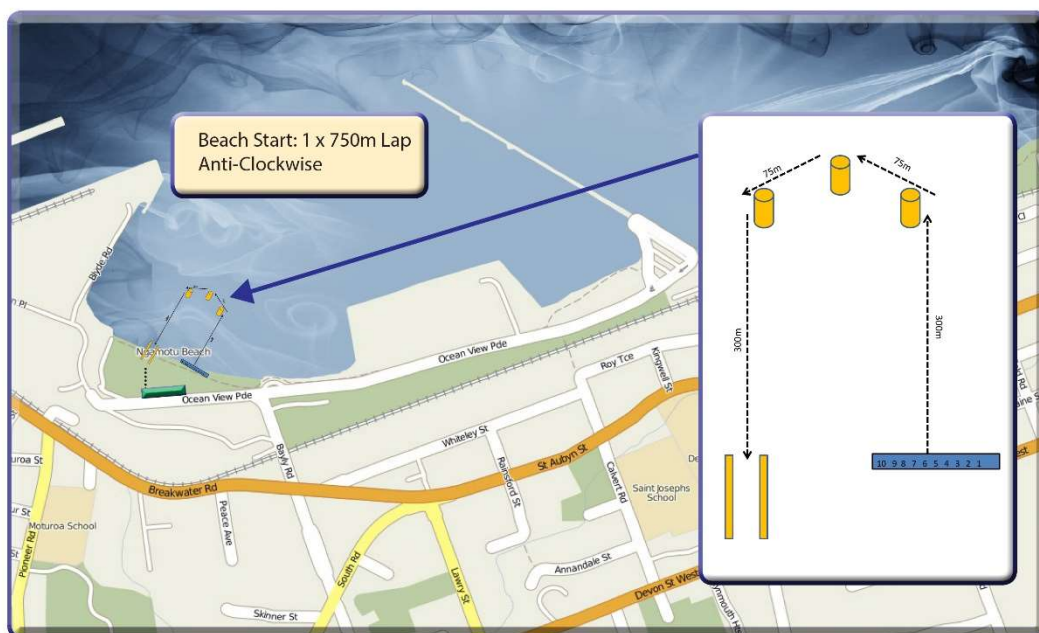 Beach Start: 1 x 750m Lap
Anti-Clockwise
75m
75m
300m
300m
10 9 8 7 6 5 4 3 2 1
Blyde Rd
Ngamotu Beach
Ocean View Pde
Ocean View Pde
Roy Tce
Kingwell St
Whiteley St
Bayly Rd
St Aubyn St
Rainsford St
Calvert Rd
Saint Josephs
School
Breakwater Rd
Peace Ave
Moturoa School
Pioneer Rd
South Rd
Lawry St
Annandale St
Skinner St
Devon St West